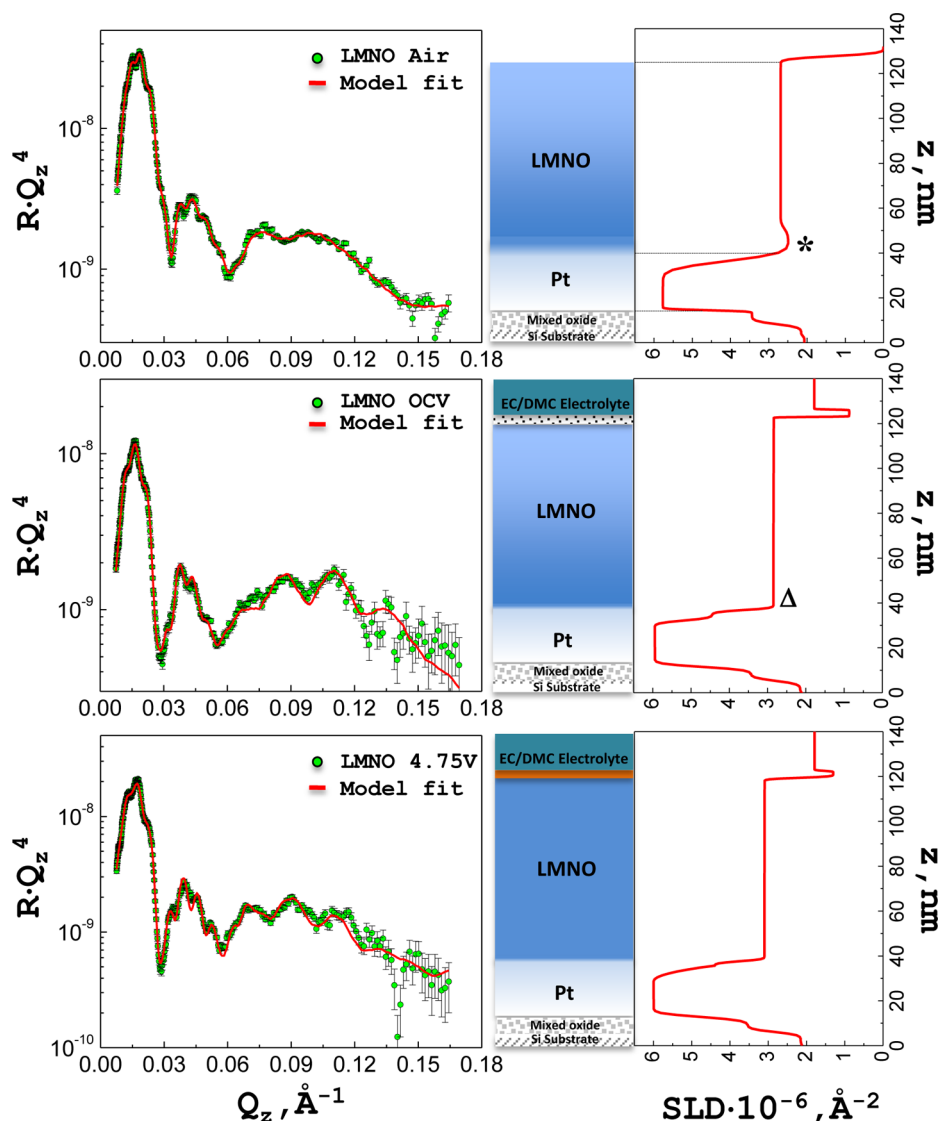 LMNO Air
Model fit
R·Q_z^4
10^-8
10^-9
0.00 0.03 0.06 0.09 0.12 0.15 0.18
LMNO
Pt
Mixed oxide
Si Substrate
*
140
120
100
80
60
40
20
0
z, nm
6 5 4 3 2 1 0
LMNO OCV
Model fit
R·Q_z^4
10^-8
10^-9
0.00 0.03 0.06 0.09 0.12 0.15 0.18
EC/DMC Electrolyte
LMNO
Pt
Mixed oxide
Si Substrate
Δ
140
120
100
80
60
40
20
0
z, nm
6 5 4 3 2 1 0
LMNO 4.75V
Model fit
R·Q_z^4
10^-8
10^-9
10^-10
0.00 0.03 0.06 0.09 0.12 0.15 0.18
Q_z,Å^-1
EC/DMC Electrolyte
LMNO
Pt
Mixed oxide
Si Substrate
140
120
100
80
60
40
20
0
z, nm
6 5 4 3 2 1 0
SLD·10^-6,Å^-2